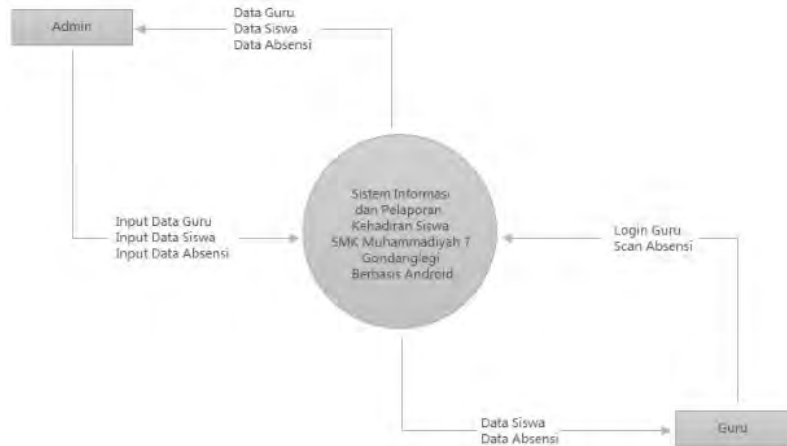 Admin
Data Guru
Data Siswa
Data Absensi
Sistem Informasi
dan Pelaporan
Kehadiran Siswa
SMK Muhammadiyah 7
Gondanglegi
Berbasis Android
Input Data Guru
Input Data Siswa
Input Data Absensi
Login Guru
Scan Absensi
Data Siswa
Data Absensi
Guru